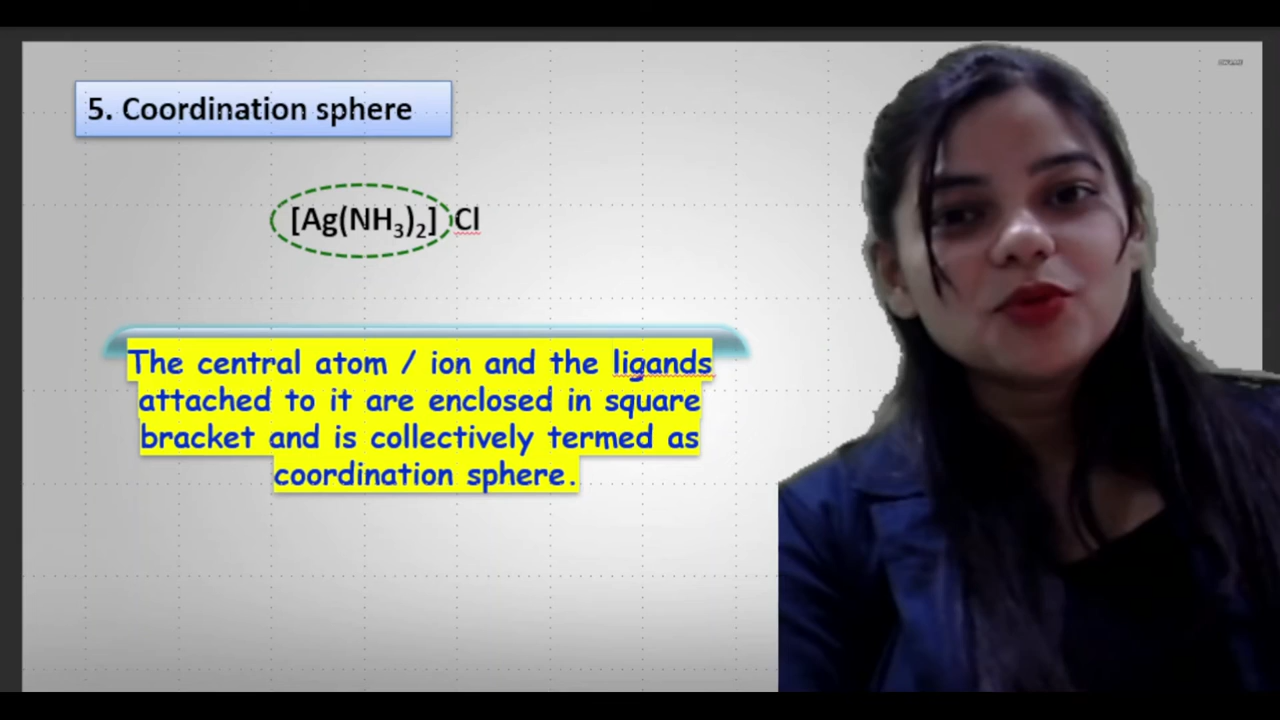 5. Coordination sphere
[Ag(NH₃)₂] Cl
The central atom / ion and the ligands
attached to it are enclosed in square
bracket and is collectively termed as
coordination sphere.